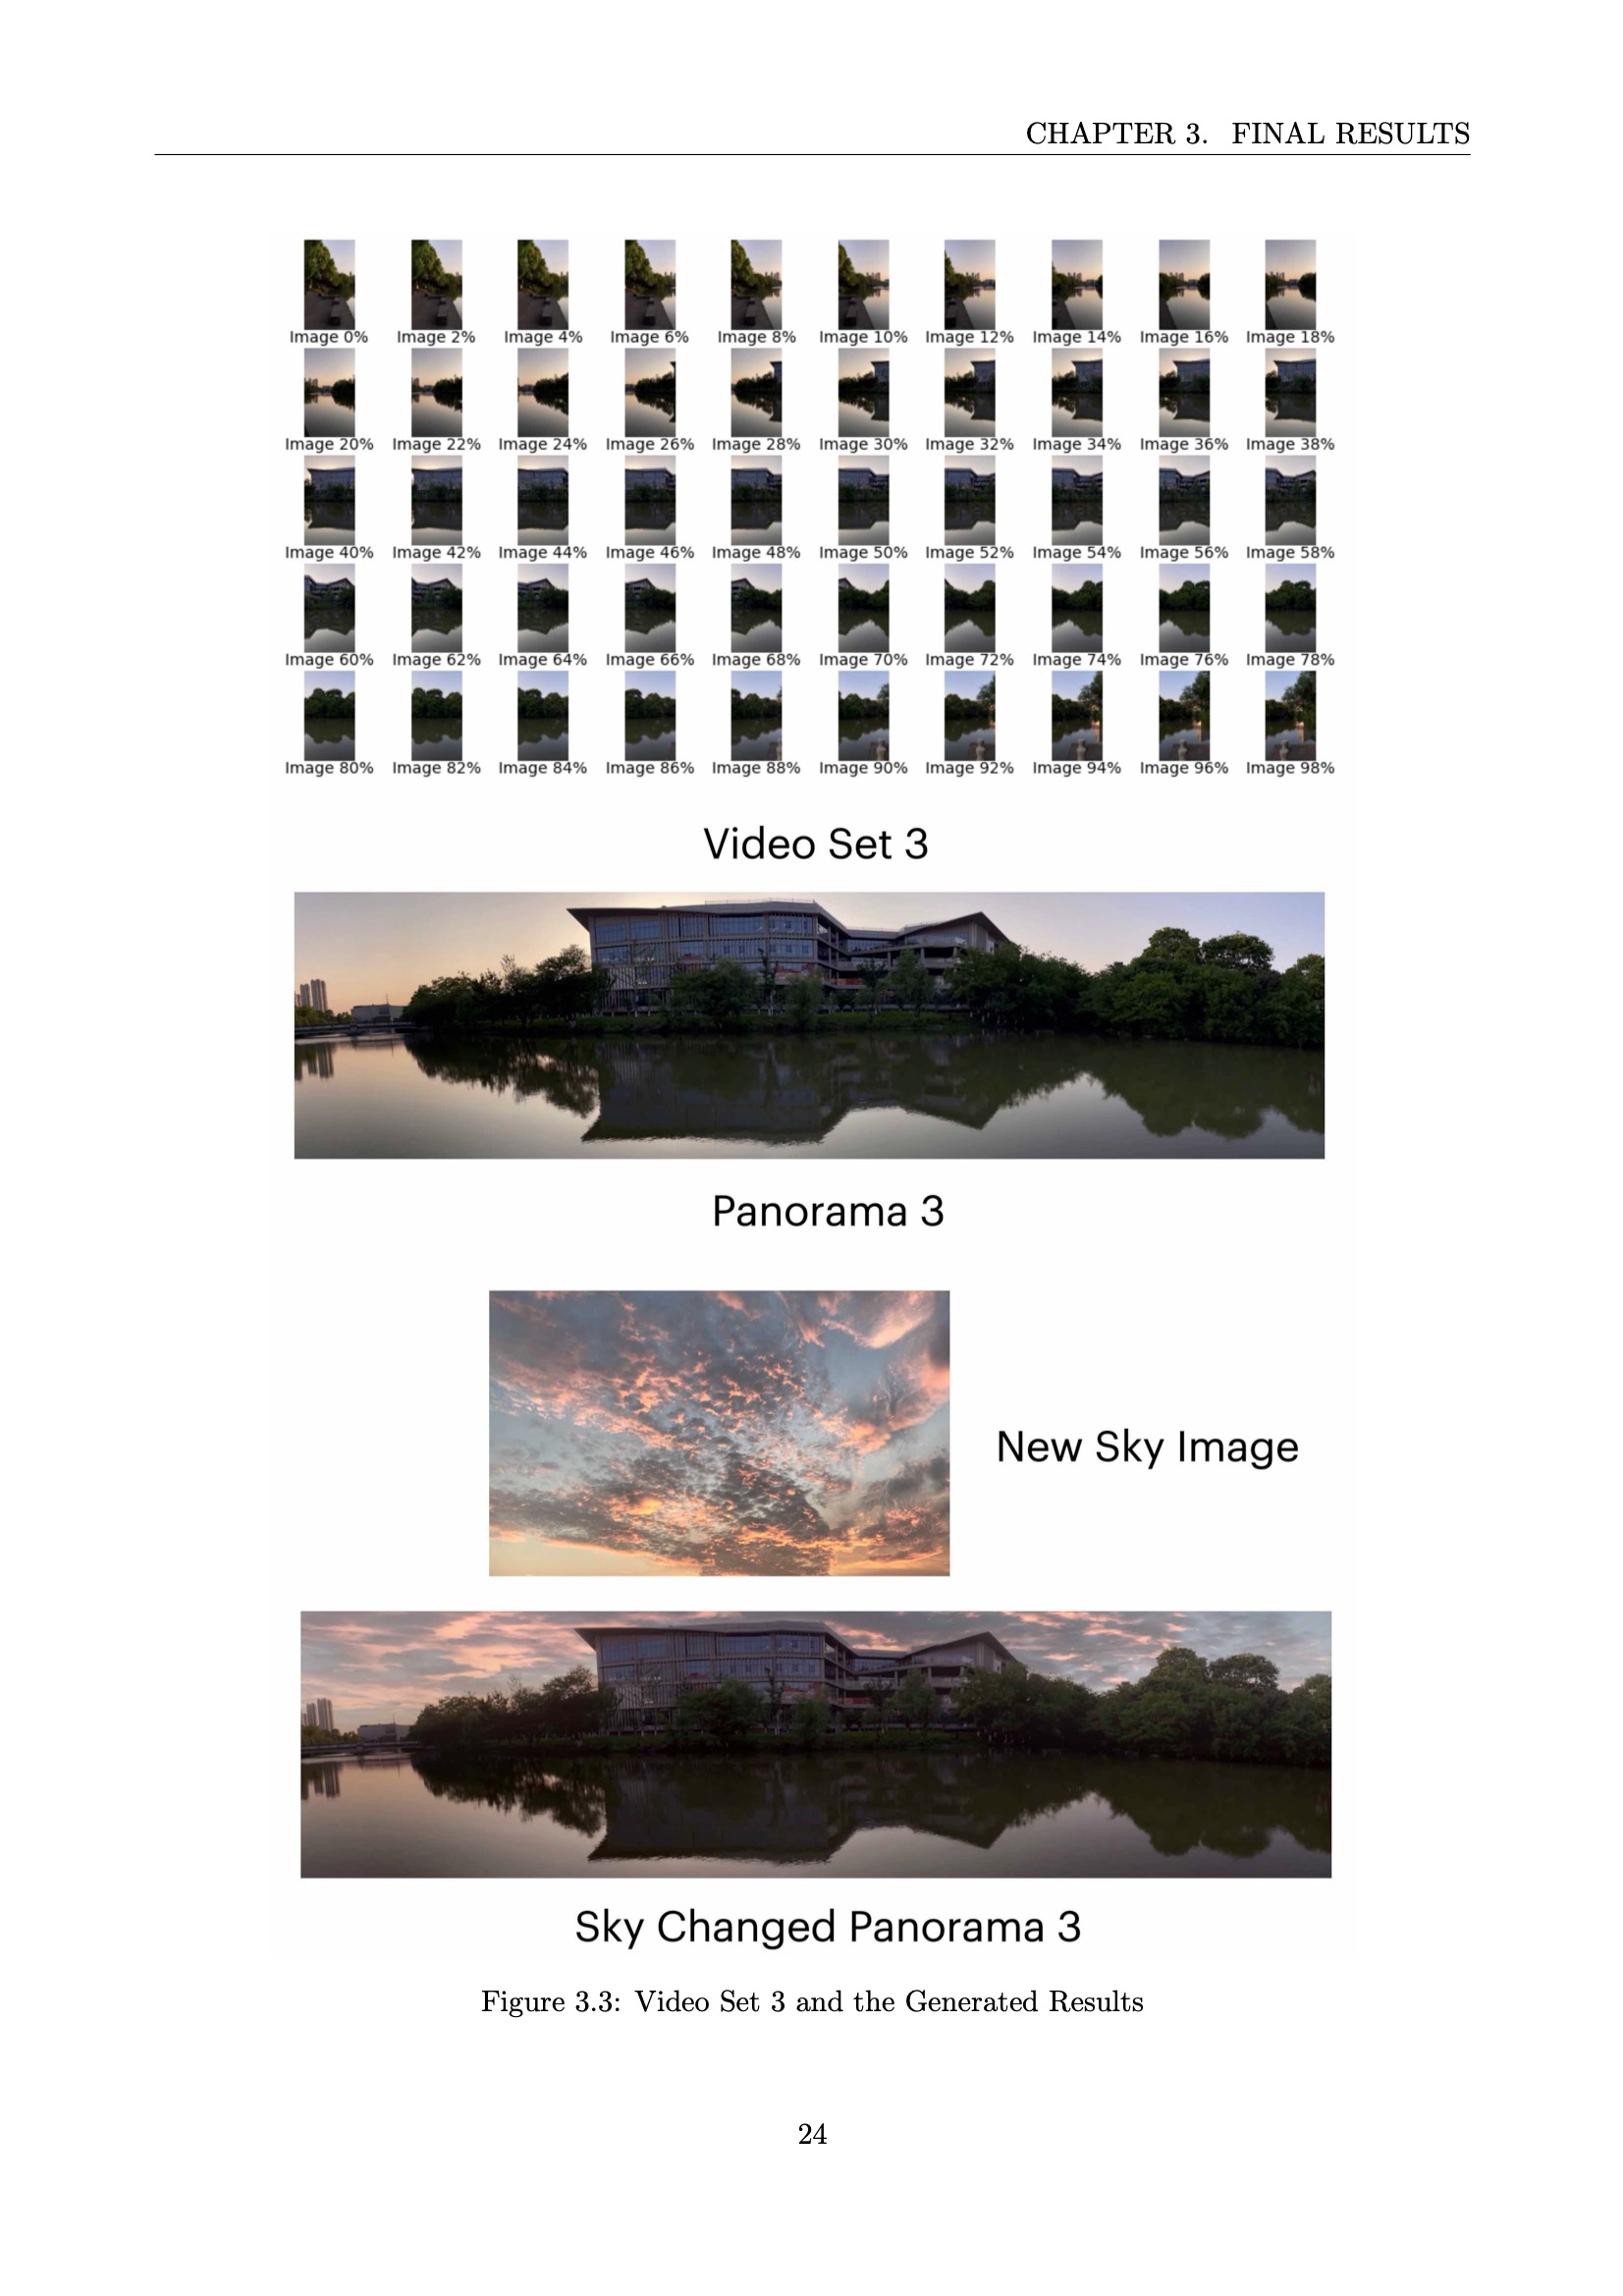 CHAPTER 3. FINAL RESULTS
Image 0% Image 2% Image 4% Image 6% Image 8% Image 10% Image 12% Image 14% Image 16% Image 18%
Image 20% Image 22% Image 24% Image 26% Image 28% Image 30% Image 32% Image 34% Image 36% Image 38%
Image 40% Image 42% Image 44% Image 46% Image 48% Image 50% Image 52% Image 54% Image 56% Image 58%
Image 60% Image 62% Image 64% Image 66% Image 68% Image 70% Image 72% Image 74% Image 76% Image 78%
Image 80% Image 82% Image 84% Image 86% Image 88% Image 90% Image 92% Image 94% Image 96% Image 98%
Video Set 3
Panorama 3
New Sky Image
Sky Changed Panorama 3
Figure 3.3: Video Set 3 and the Generated Results
24